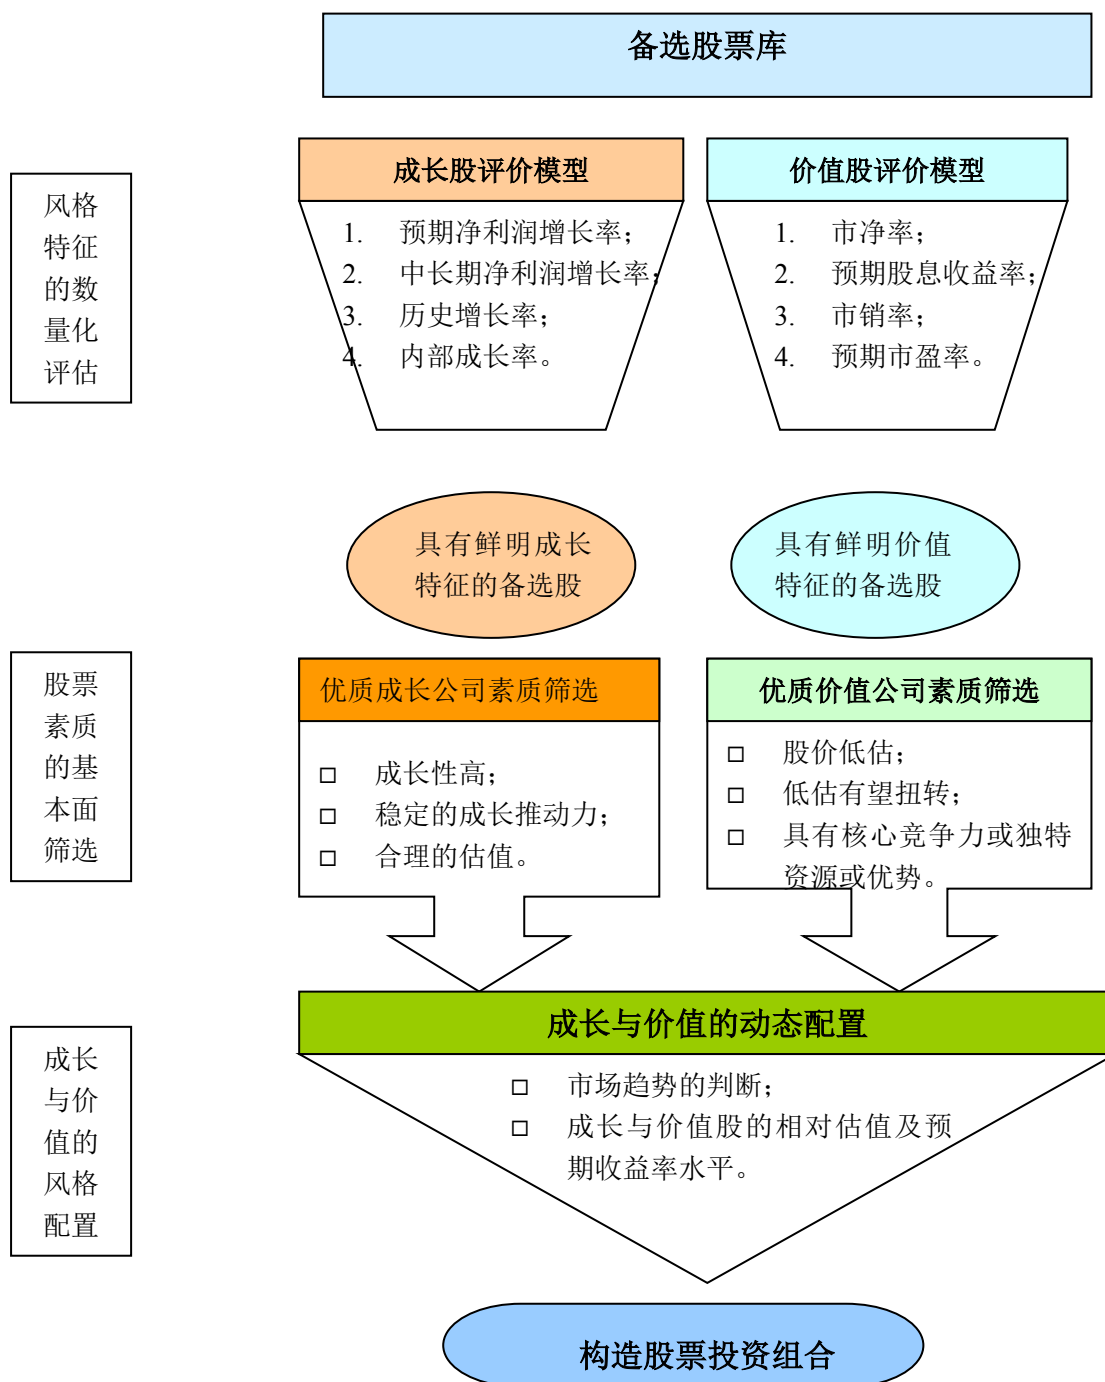 备选股票库
风格
特征
的数
量化
评估
成长股评价模型
1. 预期净利润增长率；
2. 中长期净利润增长率；
3. 历史增长率；
4. 内部成长率。
价值股评价模型
1. 市净率；
2. 预期股息收益率；
3. 市销率；
4. 预期市盈率。
具有鲜明成长
特征的备选股
具有鲜明价值
特征的备选股
股票
素质
的基
本面
筛选
优质成长公司素质筛选
□ 成长性高；
□ 稳定的成长推动力；
□ 合理的估值。
优质价值公司素质筛选
□ 股价低估；
□ 低估有望扭转；
□ 具有核心竞争力或独特
资源或优势。
成长
与价
值的
风格
配置
成长与价值的动态配置
□ 市场趋势的判断；
□ 成长与价值股的相对估值及预
期收益率水平。
构造股票投资组合